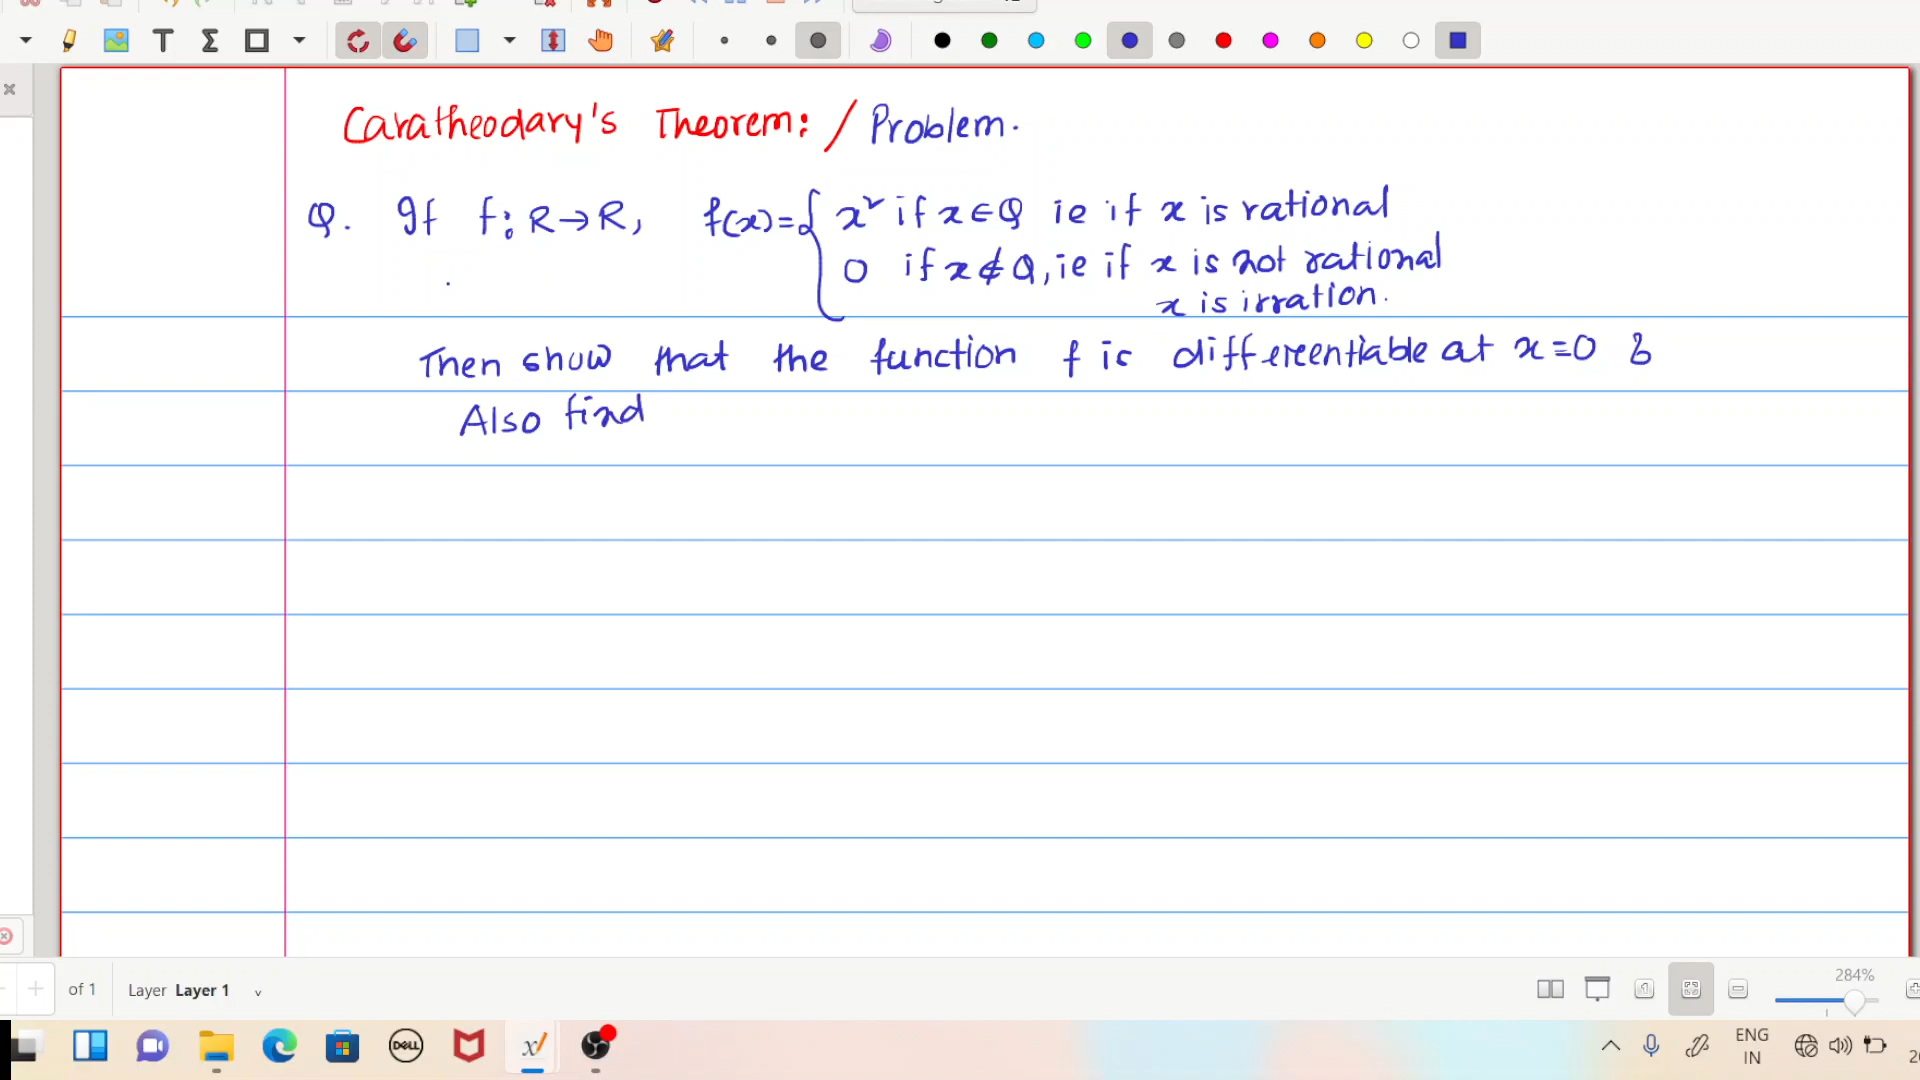 Caratheodary's Theorem: / Problem.
Q. If f: R→R, f(x)={ x² if x∈Q ie if x is rational
0 if x∉Q, ie if x is not rational
x is irration.
Then show that the function f is differentiable at x=0 &
Also find
of 1 Layer Layer 1
284%
DELL
ENG
IN